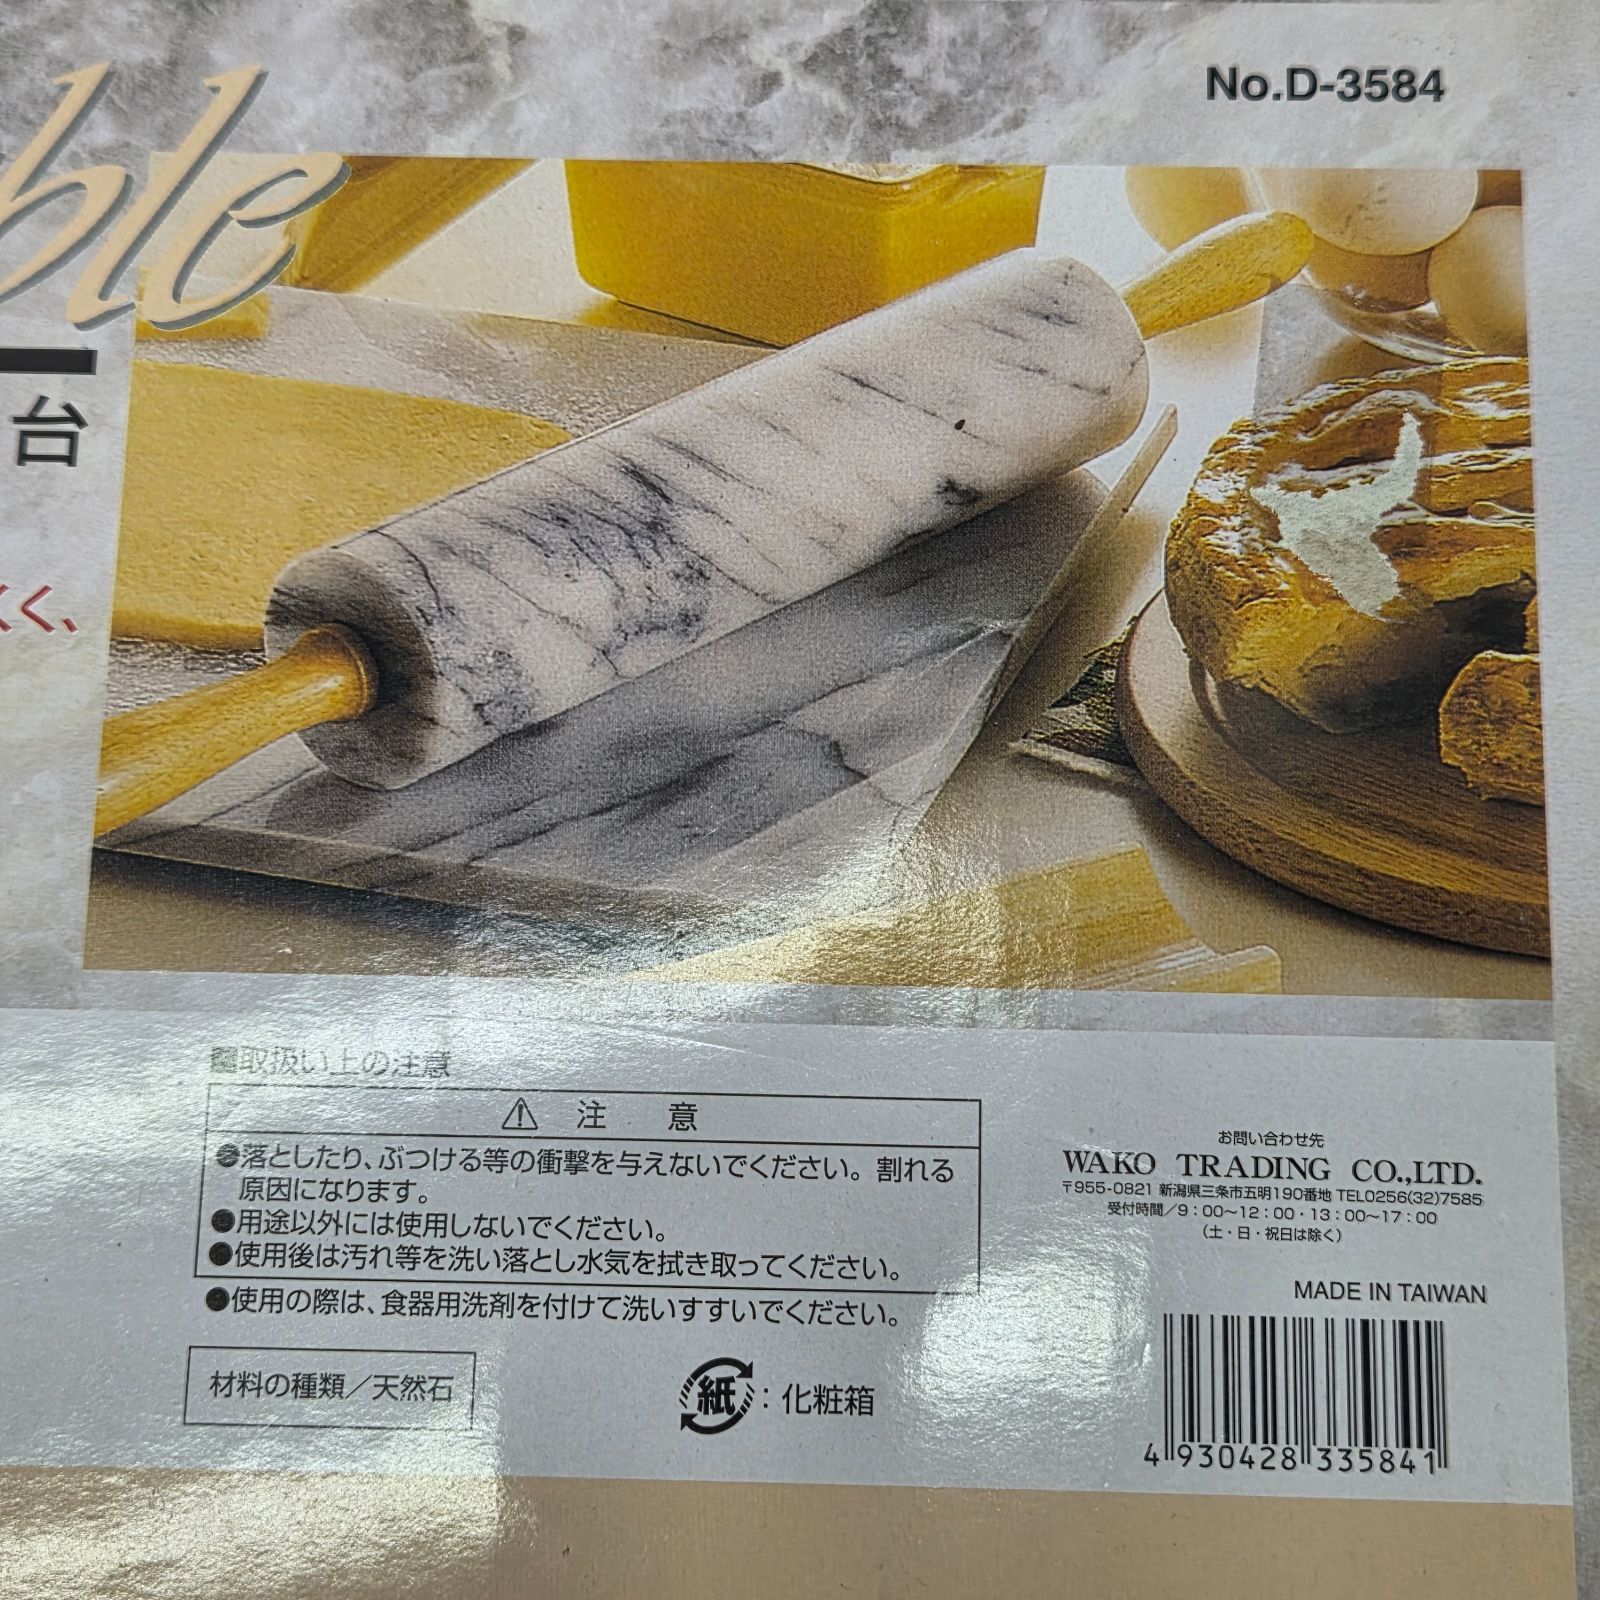 No.D-3584
ble
台
くく、
■取扱い上の注意
⚠ 注 意
●落としたり、ぶつける等の衝撃を与えないでください。割れる
原因になります。
●用途以外には使用しないでください。
●使用後は汚れ等を洗い落とし水気を拭き取ってください。
●使用の際は、食器用洗剤を付けて洗いすすいでください。
材料の種類／天然石
紙：化粧箱
お問い合わせ先
WAKO TRADING CO.,LTD.
〒955-0821 新潟県三条市五明190番地 TEL0256(32)7585
受付時間／9：00〜12：00・13：00〜17：00
（土・日・祝日は除く）
MADE IN TAIWAN
4 930428 335841